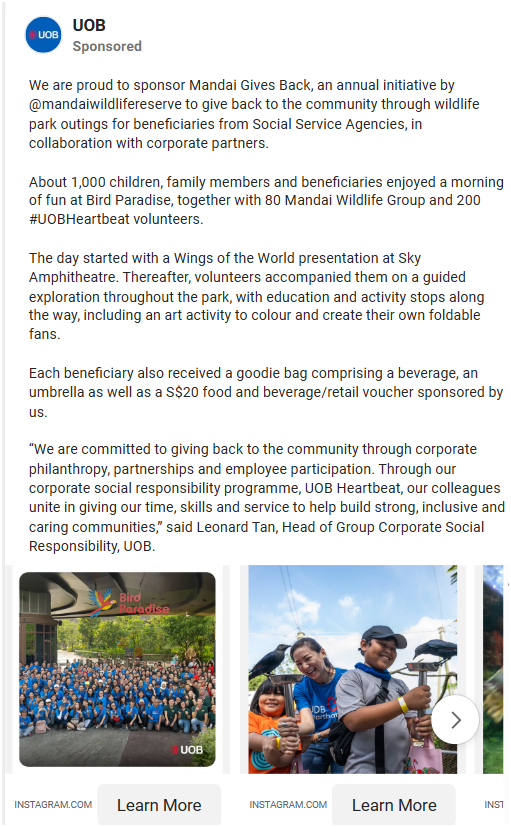 UOB
UOB
Sponsored
We are proud to sponsor Mandai Gives Back, an annual initiative by
@mandaiwildlifereserve to give back to the community through wildlife
park outings for beneficiaries from Social Service Agencies, in
collaboration with corporate partners.
About 1,000 children, family members and beneficiaries enjoyed a morning
of fun at Bird Paradise, together with 80 Mandai Wildlife Group and 200
#UOBHeartbeat volunteers.
The day started with a Wings of the World presentation at Sky
Amphitheatre. Thereafter, volunteers accompanied them on a guided
exploration throughout the park, with education and activity stops along
the way, including an art activity to colour and create their own foldable
fans.
Each beneficiary also received a goodie bag comprising a beverage, an
umbrella as well as a S$20 food and beverage/retail voucher sponsored by
us.
“We are committed to giving back to the community through corporate
philanthropy, partnerships and employee participation. Through our
corporate social responsibility programme, UOB Heartbeat, our colleagues
unite in giving our time, skills and service to help build strong, inclusive and
caring communities,” said Leonard Tan, Head of Group Corporate Social
Responsibility, UOB.
Bird
Paradise
UOB
UOB
INSTAGRAM.COM Learn More
INSTAGRAM.COM Learn More
INST